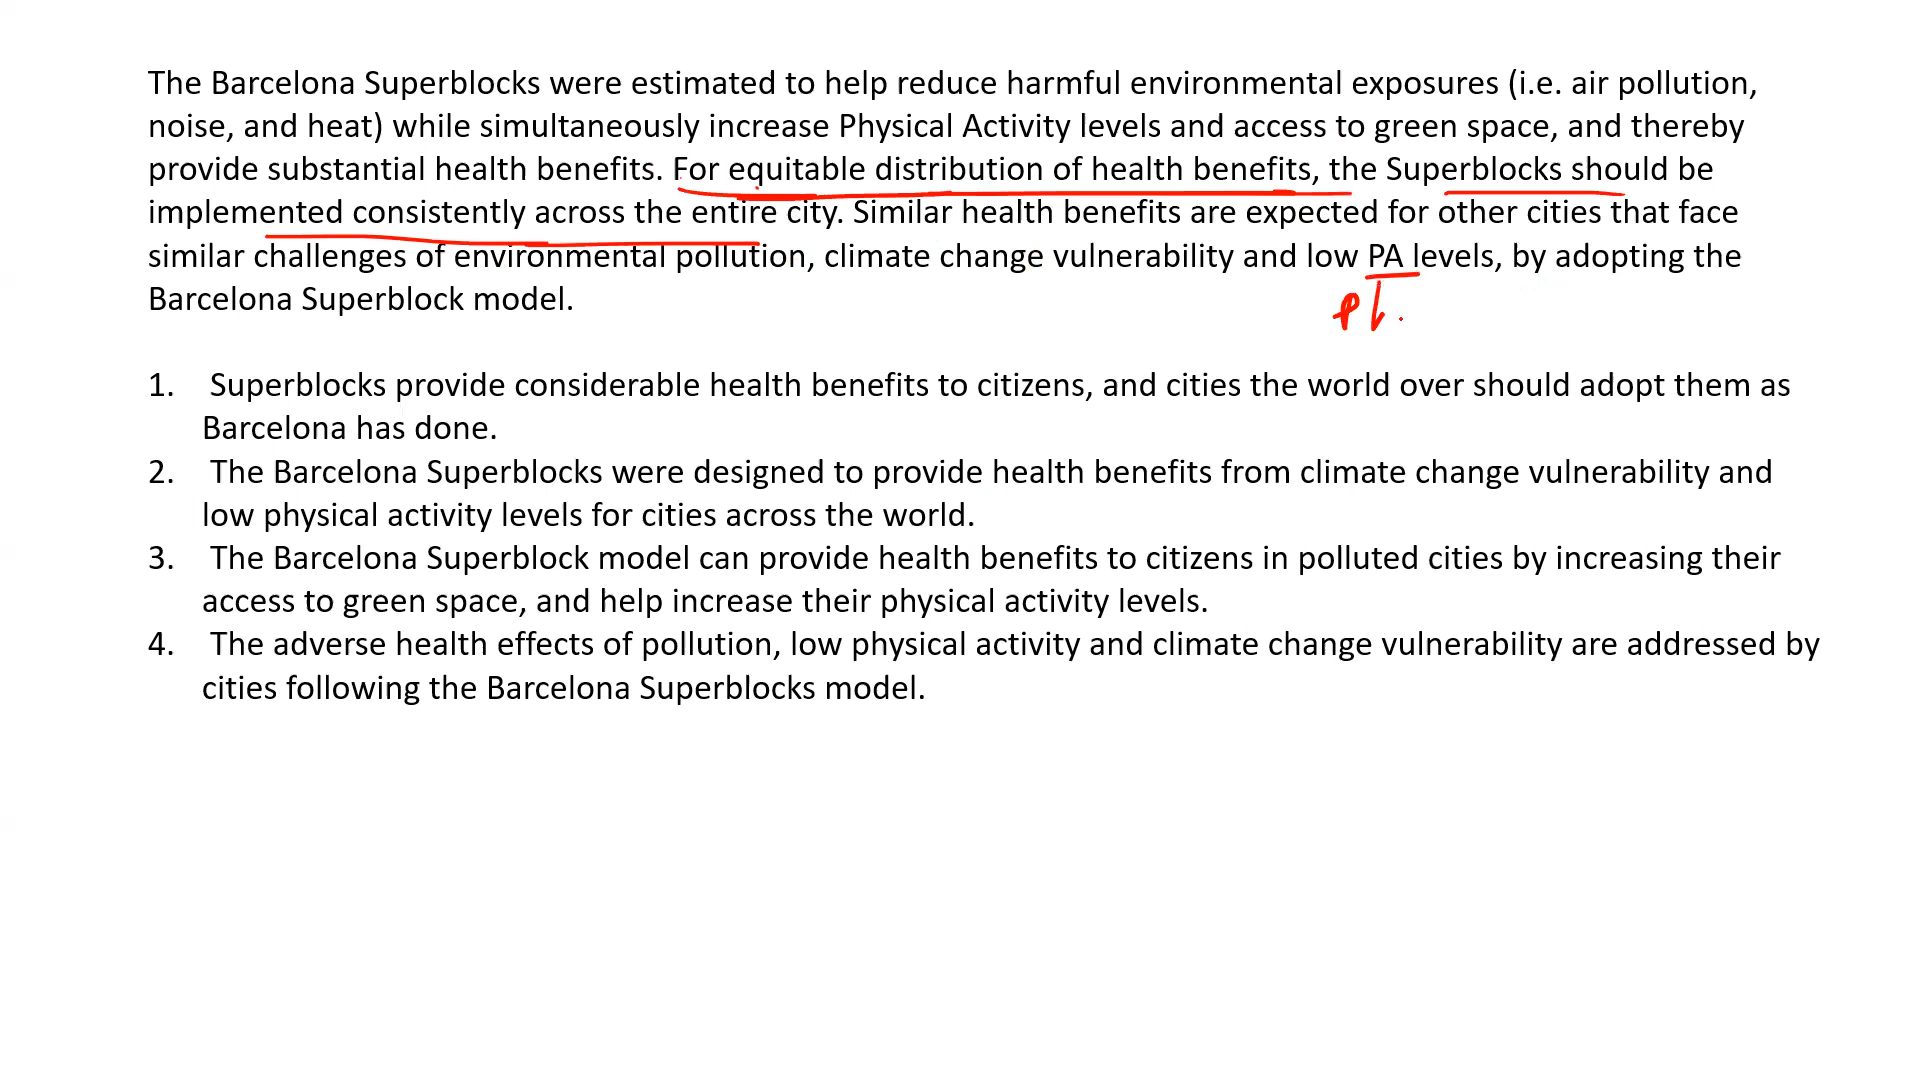 The Barcelona Superblocks were estimated to help reduce harmful environmental exposures (i.e. air pollution,
noise, and heat) while simultaneously increase Physical Activity levels and access to green space, and thereby
provide substantial health benefits. For equitable distribution of health benefits, the Superblocks should be
implemented consistently across the entire city. Similar health benefits are expected for other cities that face
similar challenges of environmental pollution, climate change vulnerability and low PA levels, by adopting the
Barcelona Superblock model.
1. Superblocks provide considerable health benefits to citizens, and cities the world over should adopt them as
Barcelona has done.
2. The Barcelona Superblocks were designed to provide health benefits from climate change vulnerability and
low physical activity levels for cities across the world.
3. The Barcelona Superblock model can provide health benefits to citizens in polluted cities by increasing their
access to green space, and help increase their physical activity levels.
4. The adverse health effects of pollution, low physical activity and climate change vulnerability are addressed by
cities following the Barcelona Superblocks model.